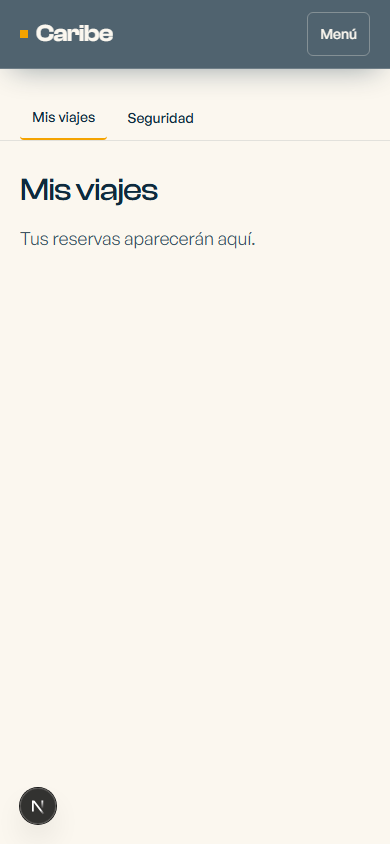 Caribe
Menú
Mis viajes
Seguridad
Mis viajes
Tus reservas aparecerán aquí.
N